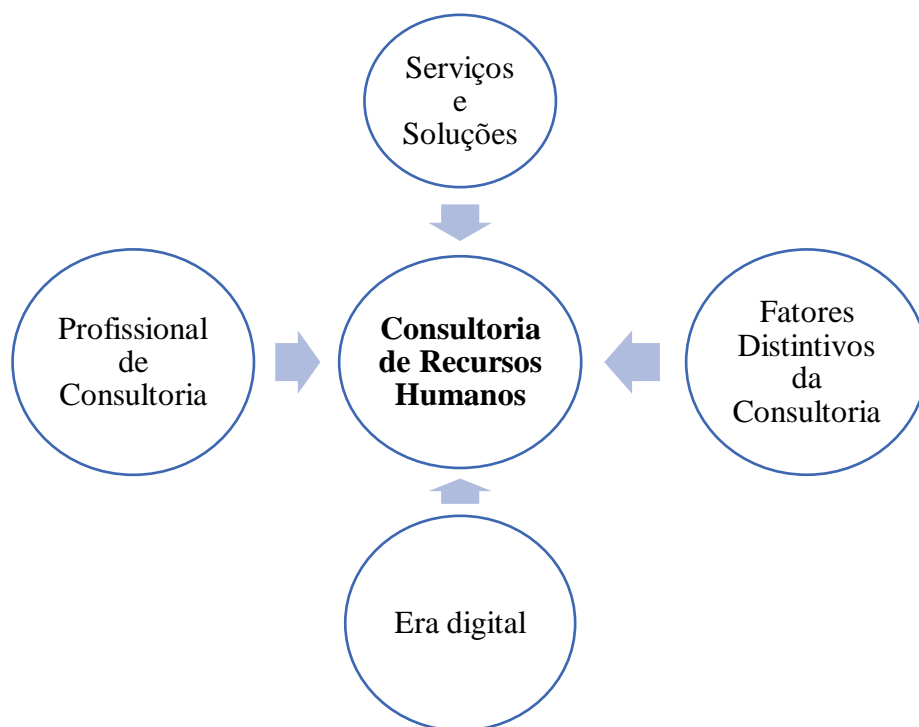 Serviços
e
Soluções
Profissional
de
Consultoria
Consultoria
de Recursos
Humanos
Fatores
Distintivos
da
Consultoria
Era digital